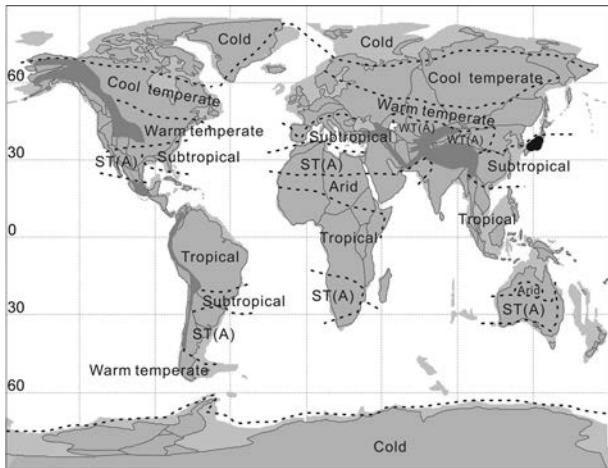 Cold
Cold
60
Cool temperate
Cool temperate
Warm temperate
Warm temperate
Subtropical
WT(A)
WT(A)
30
ST(A)
Subtropical
ST(A)
Subtropical
Arid
Tropical
0
Tropical
Tropical
Arid
Subtropical
ST(A)
30
ST(A)
ST(A)
Warm temperate
60
Cold